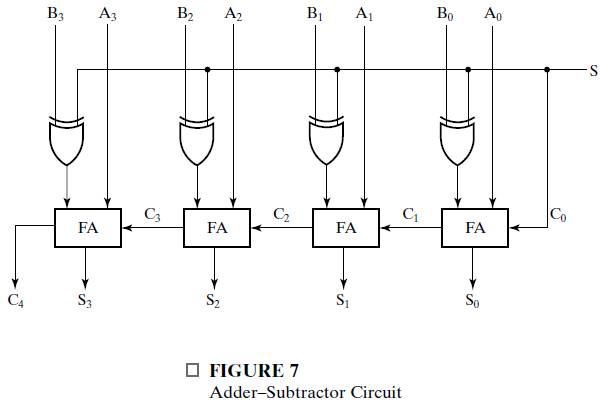 B3 A3 B2 A2 B1 A1 B0 A0
S
FA C3 FA C2 FA C1 FA C0
C4 S3 S2 S1 S0
FIGURE 7
Adder–Subtractor Circuit